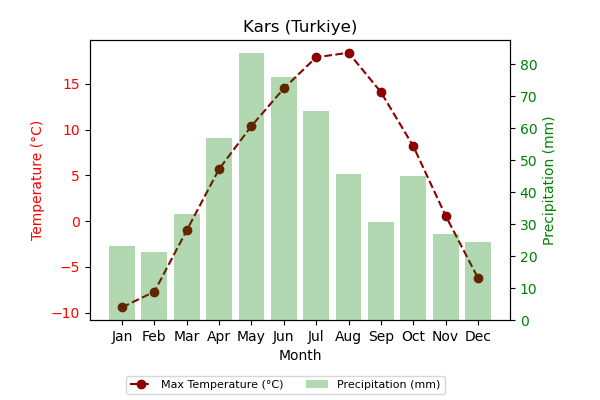 Kars (Turkiye)
Temperature (°C)
15
10
5
0
−5
−10
80
70
60
50
40
30
20
10
0
Precipitation (mm)
Jan Feb Mar Apr May Jun Jul Aug Sep Oct Nov Dec
Month
Max Temperature (°C) Precipitation (mm)